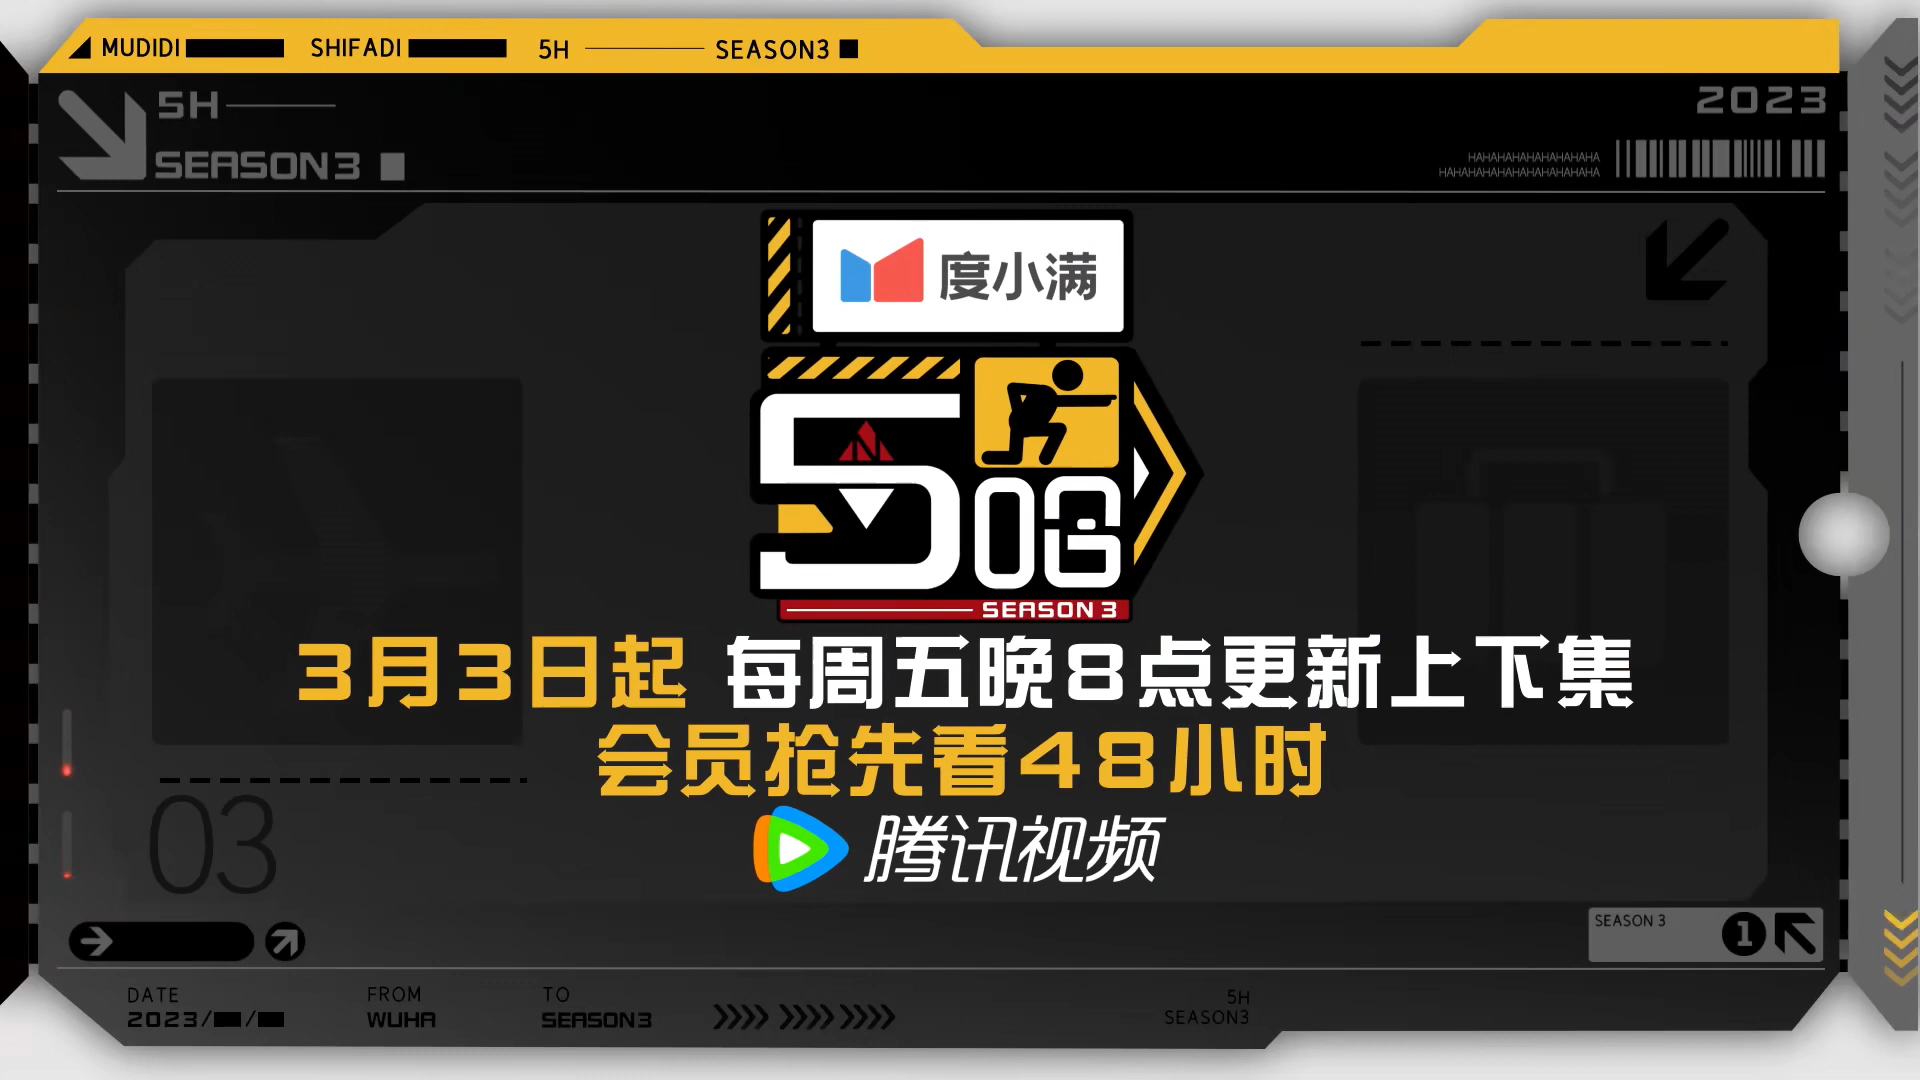 MUDIDI SHIFADI 5H SEASON3
5H
SEASON3
2023
HAHAHAHAHAHAHAHAHA
HAHAHAHAHAHAHAHAHAHAHA
度小满
5
SEASON 3
3月3日起 每周五晚8点更新上下集
会员抢先看48小时
腾讯视频
03
SEASON 3
1
DATE
2023/
FROM
WUHA
TO
SEASON3
5H
SEASON3